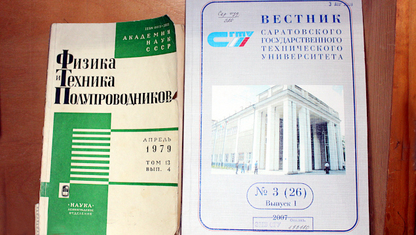 АКАДЕМИЯ
НАУК
СССР
Физика
и Техника
Полупроводников
АПРЕЛЬ
1979
ТОМ 13
ВЫП. 4
«НАУКА»
ВЕСТНИК
САРАТОВСКОГО
ГОСУДАРСТВЕННОГО
ТЕХНИЧЕСКОГО
УНИВЕРСИТЕТА
№ 3 (26)
Выпуск 1
2007